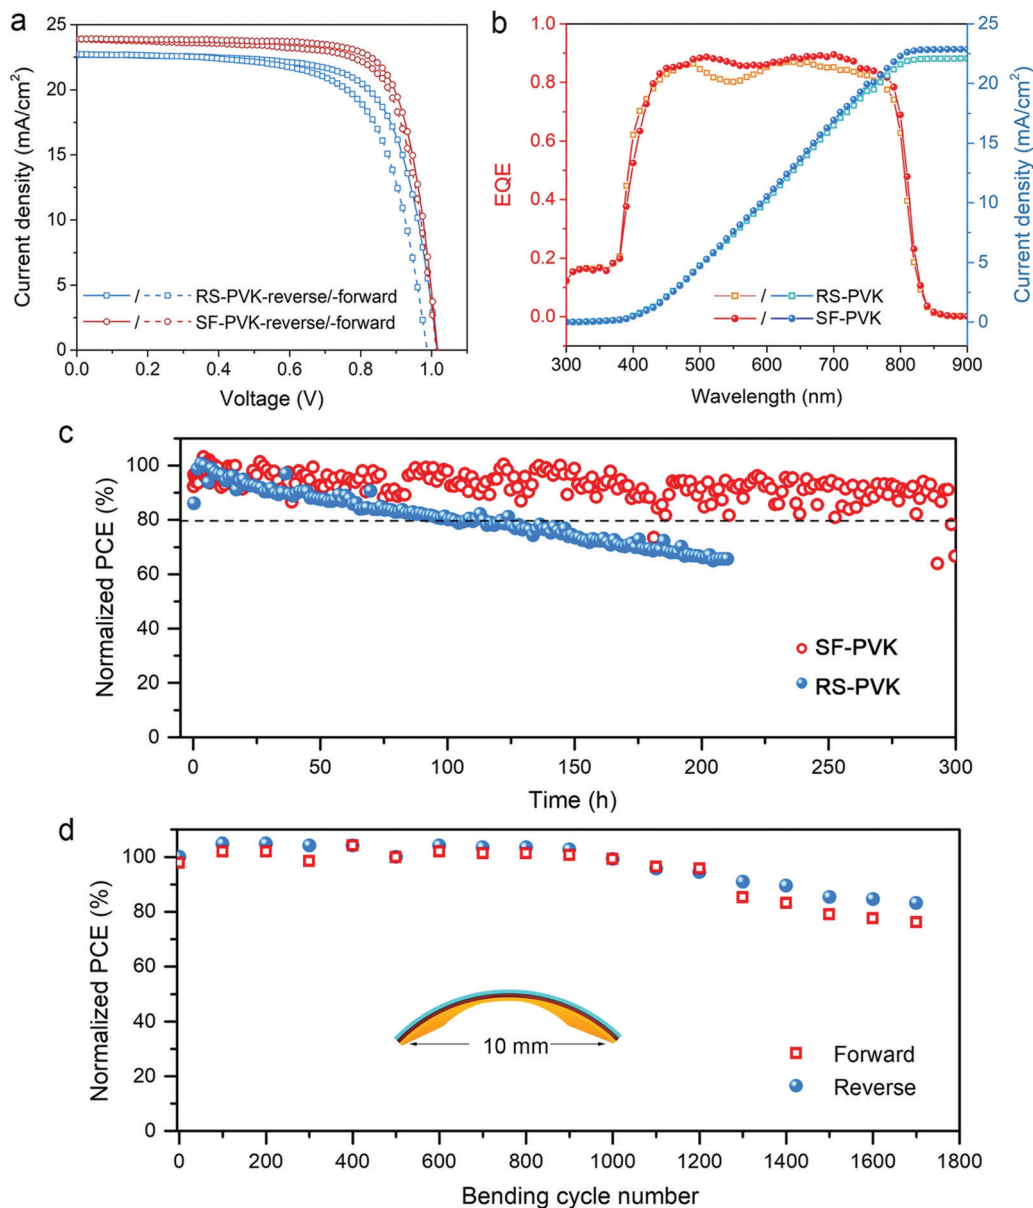 a
25
20
15
10
5
0
Current density (mA/cm²)
/ RS-PVK-reverse/-forward
/ SF-PVK-reverse/-forward
0.0 0.2 0.4 0.6 0.8 1.0
Voltage (V)
b
1.0
0.8
0.6
0.4
0.2
0.0
EQE
25
20
15
10
5
0
Current density (mA/cm²)
/ RS-PVK
/ SF-PVK
300 400 500 600 700 800 900
Wavelength (nm)
c
100
80
60
40
20
0
Normalized PCE (%)
SF-PVK
RS-PVK
0 50 100 150 200 250 300
Time (h)
d
100
80
60
40
20
0
Normalized PCE (%)
10 mm
Forward
Reverse
0 200 400 600 800 1000 1200 1400 1600 1800
Bending cycle number